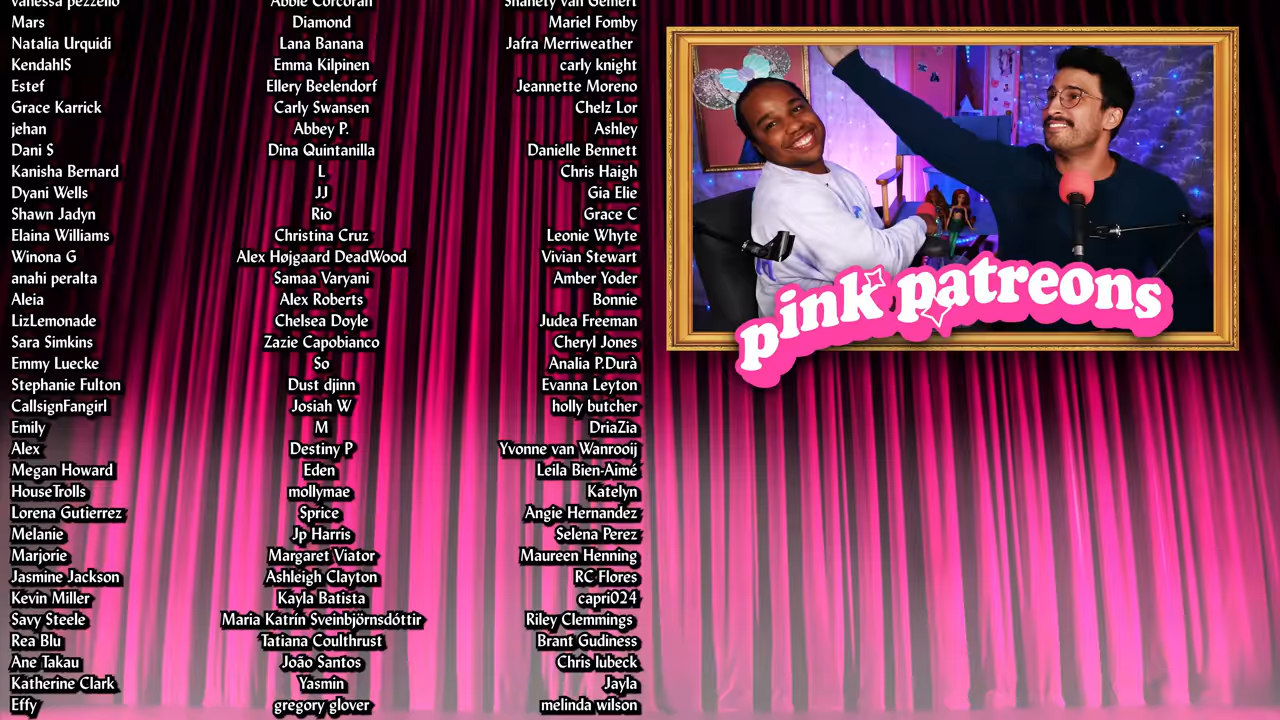 vanessa pezzello
Mars
Natalia Urquidi
KendahlS
Estef
Grace Karrick
jehan
Dani S
Kanisha Bernard
Dyani Wells
Shawn Jadyn
Elaina Williams
Winona G
anahi peralta
Aleia
LizLemonade
Sara Simkins
Emmy Luecke
Stephanie Fulton
CallsignFangirl
Emily
Alex
Megan Howard
HouseTrolls
Lorena Gutierrez
Melanie
Marjorie
Jasmine Jackson
Kevin Miller
Savy Steele
Rea Blu
Ane Takau
Katherine Clark
Effy
Abbie Corcoran
Diamond
Lana Banana
Emma Kilpinen
Ellery Beelendorf
Carly Swansen
Abbey P.
Dina Quintanilla
L
JJ
Rio
Christina Cruz
Alex Højgaard DeadWood
Samaa Varyani
Alex Roberts
Chelsea Doyle
Zazie Capobianco
So
Dust djinn
Josiah W
M
Destiny P
Eden
mollymae
Sprice
Jp Harris
Margaret Viator
Ashleigh Clayton
Kayla Batista
Maria Katrín Sveinbjörnsdóttir
Tatiana Coulthrust
João Santos
Yasmin
gregory glover
van Gemert
Mariel Fomby
Jafra Merriweather
carly knight
Jeannette Moreno
Chelz Lor
Ashley
Danielle Bennett
Chris Haigh
Gia Elie
Grace C
Leonie Whyte
Vivian Stewart
Amber Yoder
Bonnie
Judea Freeman
Cheryl Jones
Analia P.Durà
Evanna Leyton
holly butcher
DriaZia
Yvonne van Wanrooij
Leila Bien-Aimé
Katelyn
Angie Hernandez
Selena Perez
Maureen Henning
RC Flores
capri024
Riley Clemmings
Brant Gudiness
Chris lubeck
Jayla
melinda wilson
pink patreons